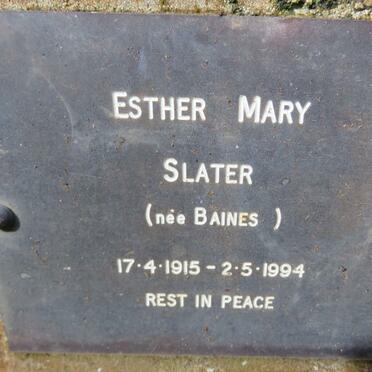 ESTHER MARY
SLATER
(née BAINES )
17·4·1915 - 2·5·1994
REST IN PEACE